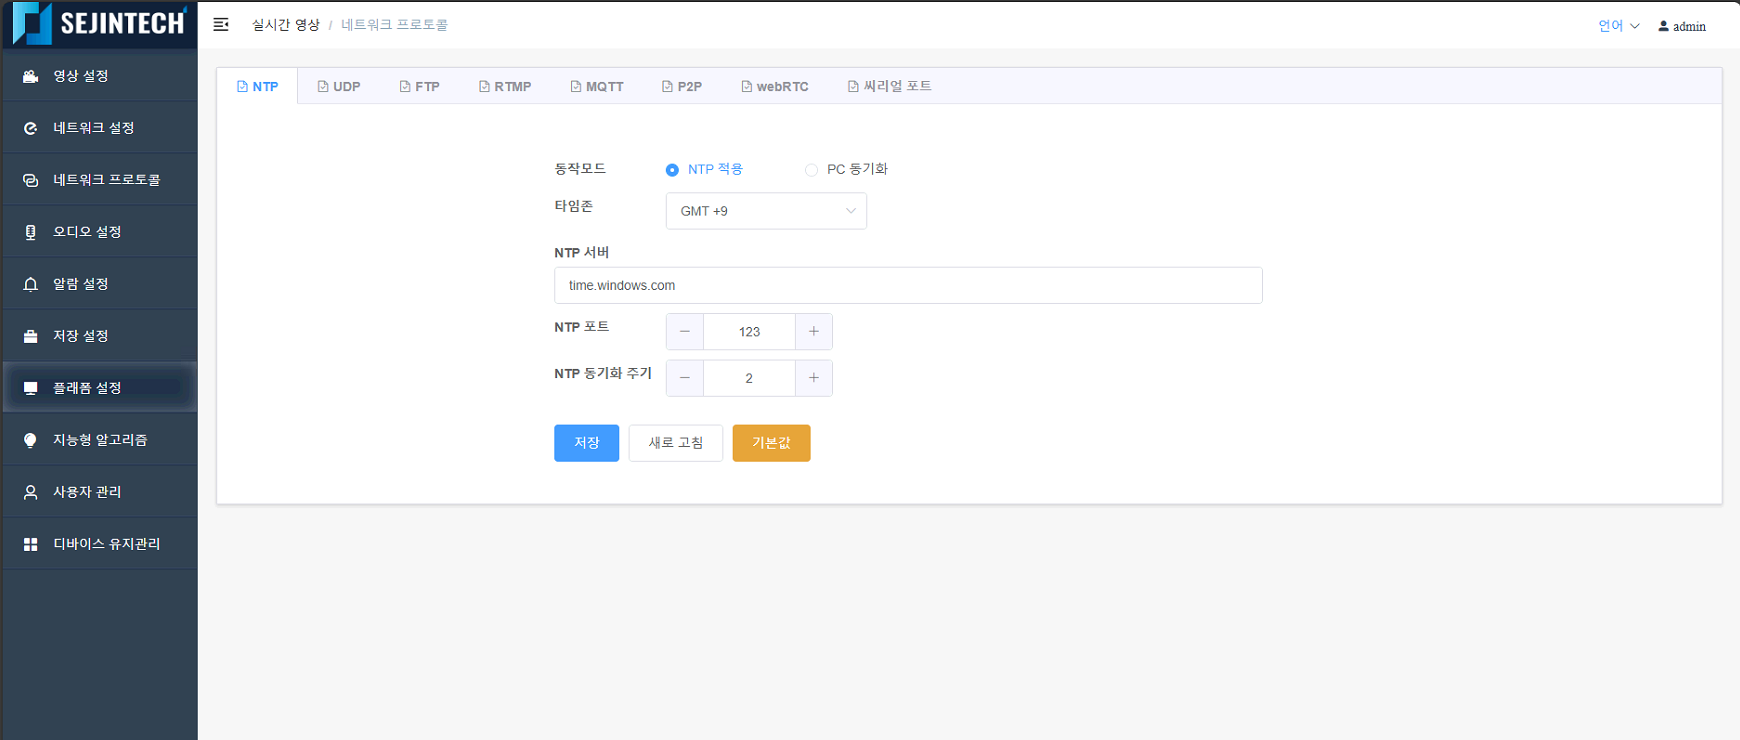 SEJINTECH
실시간 영상 / 네트워크 프로토콜
언어
admin
영상 설정
네트워크 설정
네트워크 프로토콜
오디오 설정
알람 설정
저장 설정
플래폼 설정
지능형 알고리즘
사용자 관리
디바이스 유지관리
NTP UDP FTP RTMP MQTT P2P webRTC 씨리얼 포트
동작모드 NTP 적용 PC 동기화
타임존 GMT +9
NTP 서버
time.windows.com
NTP 포트 − 123 +
NTP 동기화 주기 − 2 +
저장 새로 고침 기본값